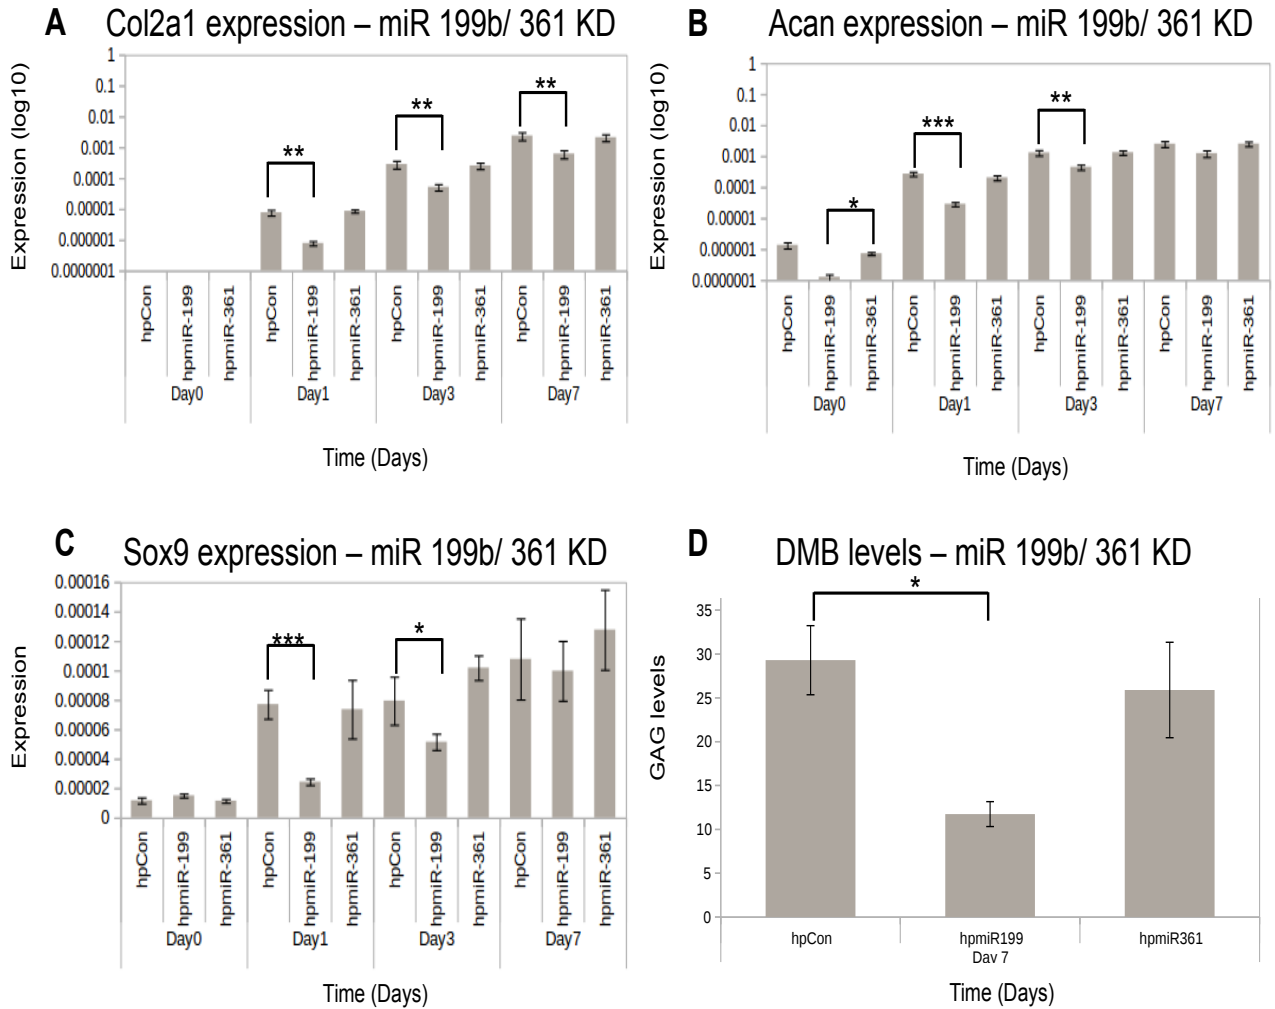 A Col2a1 expression – miR 199b/ 361 KD
Expression (log10)
1
0.1
0.01
0.001
0.0001
0.00001
0.000001
0.0000001
**
**
**
hpCon hpmiR-199 hpmiR-361 hpCon hpmiR-199 hpmiR-361 hpCon hpmiR-199 hpmiR-361 hpCon hpmiR-199 hpmiR-361
Day0 Day1 Day3 Day7
Time (Days)
B Acan expression – miR 199b/ 361 KD
Expression (log10)
1
0.1
0.01
0.001
0.0001
0.00001
0.000001
0.0000001
*
***
**
hpCon hpmiR-199 hpmiR-361 hpCon hpmiR-199 hpmiR-361 hpCon hpmiR-199 hpmiR-361 hpCon hpmiR-199 hpmiR-361
Day0 Day1 Day3 Day7
Time (Days)
C Sox9 expression – miR 199b/ 361 KD
Expression
0.00016
0.00014
0.00012
0.0001
0.00008
0.00006
0.00004
0.00002
0
***
*
hpCon hpmiR-199 hpmiR-361 hpCon hpmiR-199 hpmiR-361 hpCon hpmiR-199 hpmiR-361 hpCon hpmiR-199 hpmiR-361
Day0 Day1 Day3 Day7
Time (Days)
D DMB levels – miR 199b/ 361 KD
GAG levels
35
30
25
20
15
10
5
0
*
hpCon hpmiR199 hpmiR361
Day 7
Time (Days)